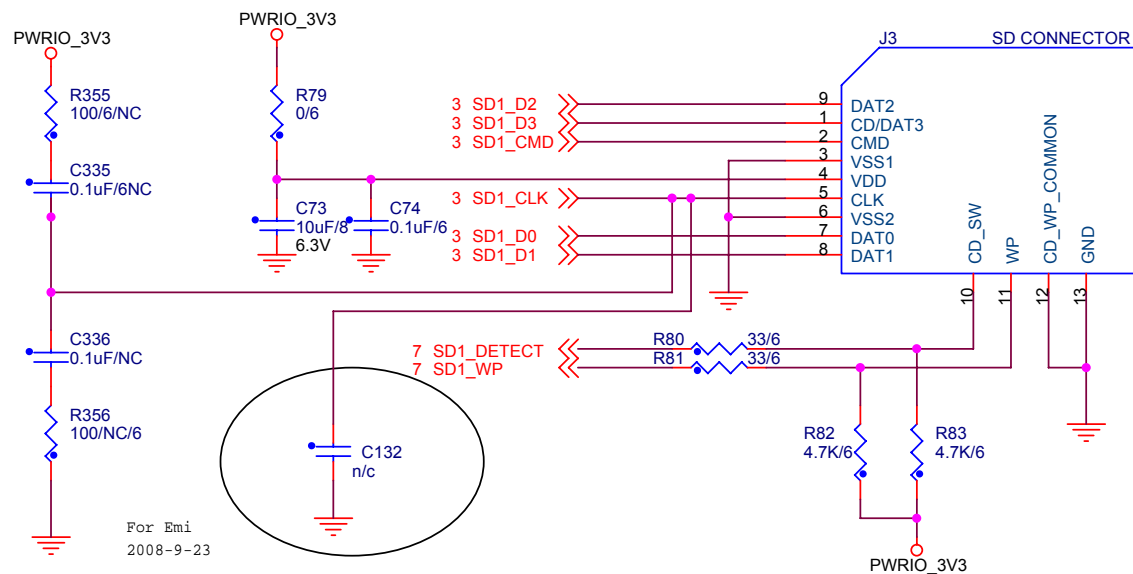 PWRIO_3V3
R355
100/6/NC
C335
0.1uF/6NC
C336
0.1uF/NC
R356
100/NC/6
PWRIO_3V3
R79
0/6
C73
10uF/8
6.3V
C74
0.1uF/6
3 SD1_D2
3 SD1_D3
3 SD1_CMD
3 SD1_CLK
3 SD1_D0
3 SD1_D1
J3
SD CONNECTOR
9 DAT2
1 CD/DAT3
2 CMD
3 VSS1
4 VDD
5 CLK
6 VSS2
7 DAT0
8 DAT1
CD_SW
WP
CD_WP_COMMON
GND
10
11
12
13
7 SD1_DETECT
7 SD1_WP
R80
33/6
R81
33/6
R82
4.7K/6
R83
4.7K/6
PWRIO_3V3
C132
n/c
For Emi
2008-9-23